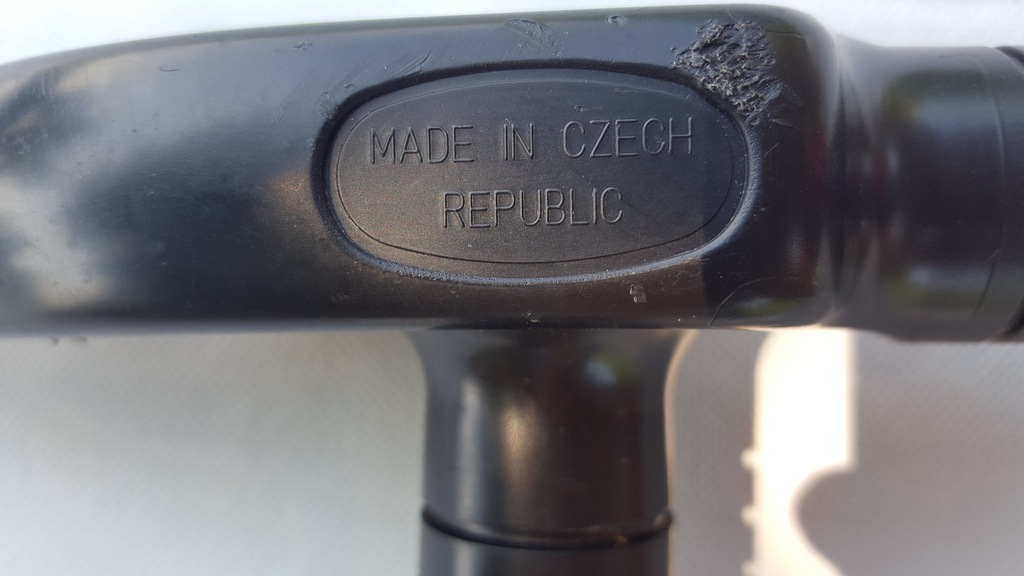 MADE IN CZECH
REPUBLIC